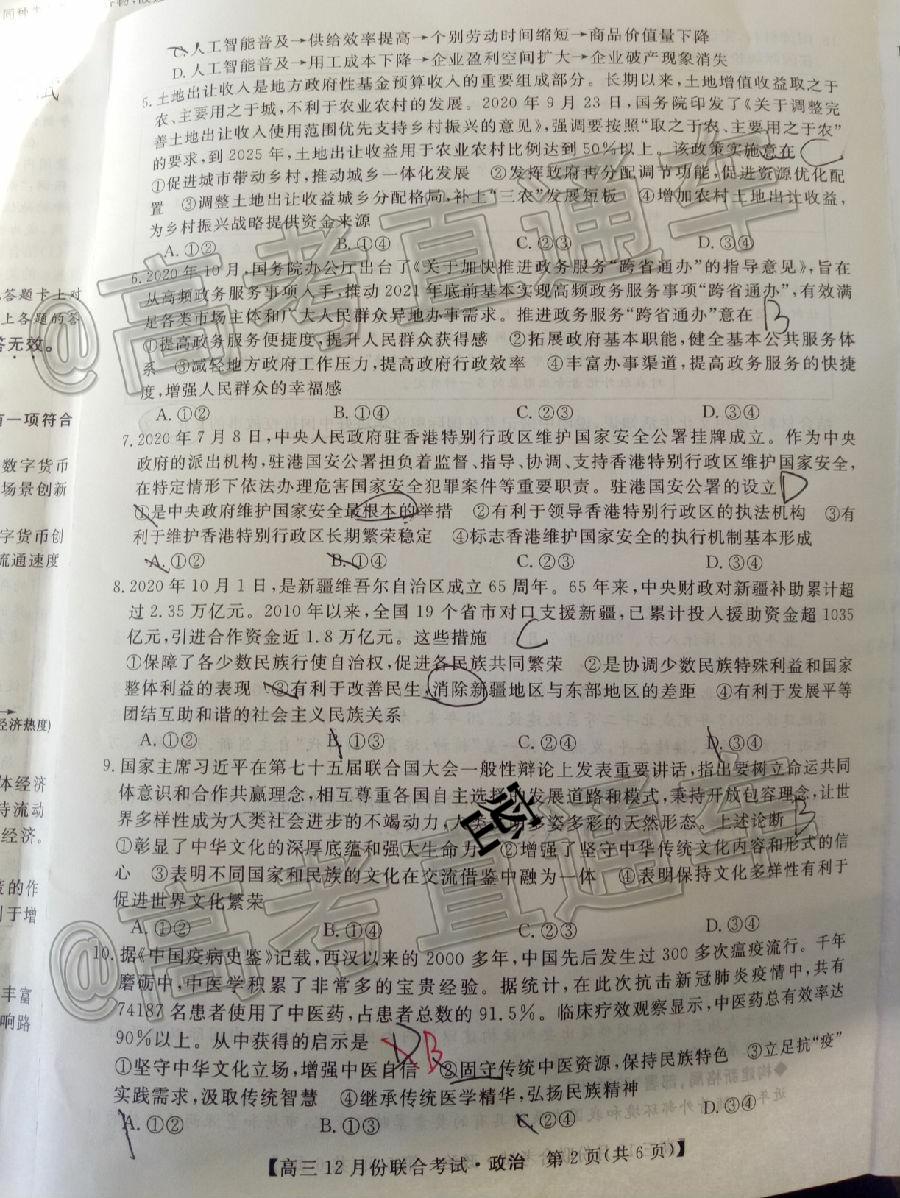 C. 人工智能普及→供给效率提高→个别劳动时间缩短→商品价值量下降
D. 人工智能普及→用工成本下降→企业盈利空间扩大→企业破产现象消失
5. 土地出让收入是地方政府性基金预算收入的重要组成部分。长期以来,土地增值收益取之于
农、主要用之于城,不利于农业农村的发展。2020年9月23日,国务院印发了《关于调整完
善土地出让收入使用范围优先支持乡村振兴的意见》,强调要按照“取之于农、主要用之于农”
的要求,到2025年,土地出让收益用于农业农村比例达到50%以上。该政策实施意在 C
①促进城市带动乡村,推动城乡一体化发展 ②发挥政府再分配调节功能,促进资源优化配
置 ③调整土地出让收益城乡分配格局,补上“三农”发展短板 ④增加农村土地出让收益,
为乡村振兴战略提供资金来源
A. ①② B. ①④ C. ②③ D. ③④
6. 2020年10月,国务院办公厅出台了《关于加快推进政务服务“跨省通办”的指导意见》,旨在
从高频政务服务事项入手,推动2021年底前基本实现高频政务服务事项“跨省通办”,有效满
足各类市场主体和广大人民群众异地办事需求。推进政务服务“跨省通办”意在 B
①提高政务服务便捷度,提升人民群众获得感 ②拓展政府基本职能,健全基本公共服务体
系 ③减轻地方政府工作压力,提高政府行政效率 ④丰富办事渠道,提高政务服务的快捷
度,增强人民群众的幸福感
A. ①② B. ①④ C. ②③ D. ③④
7. 2020年7月8日,中央人民政府驻香港特别行政区维护国家安全公署挂牌成立。作为中央
政府的派出机构,驻港国安公署担负着监督、指导、协调、支持香港特别行政区维护国家安全,
在特定情形下依法办理危害国家安全犯罪案件等重要职责。驻港国安公署的设立 D
①是中央政府维护国家安全最根本的举措 ②有利于领导香港特别行政区的执法机构 ③有
利于维护香港特别行政区长期繁荣稳定 ④标志香港维护国家安全的执行机制基本形成
A. ①② B. ①④ C. ②③ D. ③④
8. 2020年10月1日,是新疆维吾尔自治区成立65周年。65年来,中央财政对新疆补助累计超
过2.35万亿元。2010年以来,全国19个省市对口支援新疆,已累计投入援助资金超1035
亿元,引进合作资金近1.8万亿元。这些措施 C
①保障了各少数民族行使自治权,促进各民族共同繁荣 ②是协调少数民族特殊利益和国家
整体利益的表现 ③有利于改善民生,消除新疆地区与东部地区的差距 ④有利于发展平等
团结互助和谐的社会主义民族关系
A. ①② B. ①③ C. ②④ D. ③④
9. 国家主席习近平在第七十五届联合国大会一般性辩论上发表重要讲话,指出要树立命运共同
体意识和合作共赢理念,相互尊重各国自主选择的发展道路和模式,秉持开放包容理念,让世
界多样性成为人类社会进步的不竭动力,人类 多姿多彩的天然形态。上述论断 B
①彰显了中华文化的深厚底蕴和强大生命力 ②增强了坚守中华传统文化内容和形式的信
心 ③表明不同国家和民族的文化在交流借鉴中融为一体 ④表明保持文化多样性有利于
促进世界文化繁荣
A. ①② B. ①④ C. ②③ D. ③④
10. 据《中国疫病史鉴》记载,西汉以来的2000多年,中国先后发生过300多次瘟疫流行。千年
磨砺中,中医学积累了非常多的宝贵经验。据统计,在此次抗击新冠肺炎疫情中,共有
74187名患者使用了中医药,占患者总数的91.5%。临床疗效观察显示,中医药总有效率达
90%以上。从中获得的启示是 B
①坚守中华文化立场,增强中医自信 ②固守传统中医资源,保持民族特色 ③立足抗“疫”
实践需求,汲取传统智慧 ④继承传统医学精华,弘扬民族精神
A. ①② B. ①③ C. ②④ D. ③④
【高三12月份联合考试·政治 第2页(共6页)】
密
@高考直通车
@高考直通车
答题卡上对
上各题的答
答无效。
有一项符合
数字货币
场景创新
字货币创
流通速度
经济热度)
体经济
持流动
经济。
度的作
于增
丰富
响路